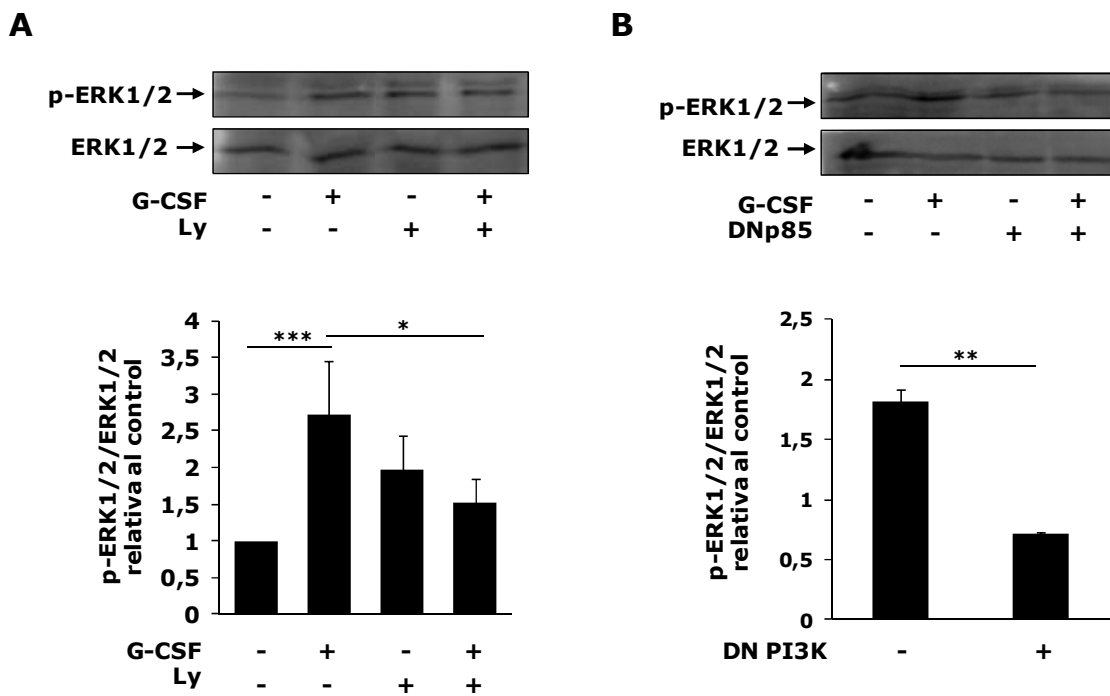 A
p-ERK1/2
ERK1/2
G-CSF - + - +
Ly - - + +
p-ERK1/2/ERK1/2
relativa al control
4
3,5
3
2,5
2
1,5
1
0,5
0
***
*
G-CSF - + - +
Ly - - + +
B
p-ERK1/2
ERK1/2
G-CSF - + - +
DNp85 - - + +
p-ERK1/2/ERK1/2
relativa al control
2,5
2
1,5
1
0,5
0
**
DN PI3K - +